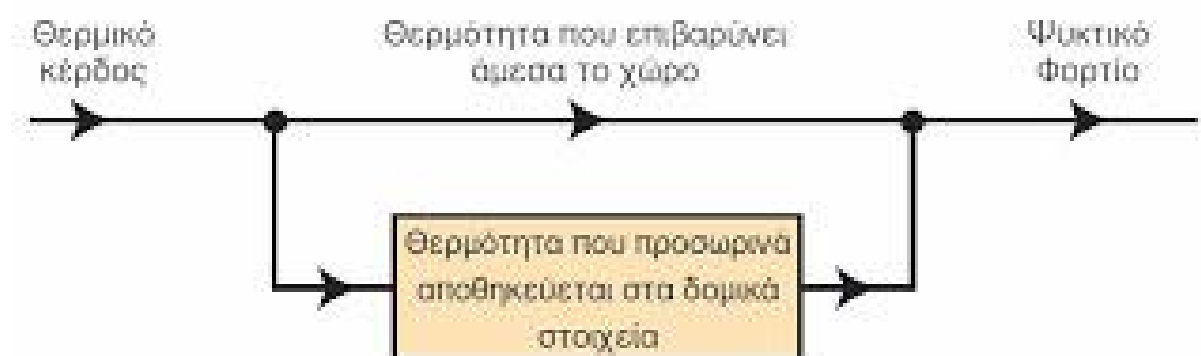 Θερμικό
κέρδος
Θερμότητα που επιβαρύνει
άμεσα το χώρο
Ψυκτικό
Φορτίο
Θερμότητα που προσωρινά
αποθηκεύεται στα δομικά
στοιχεία